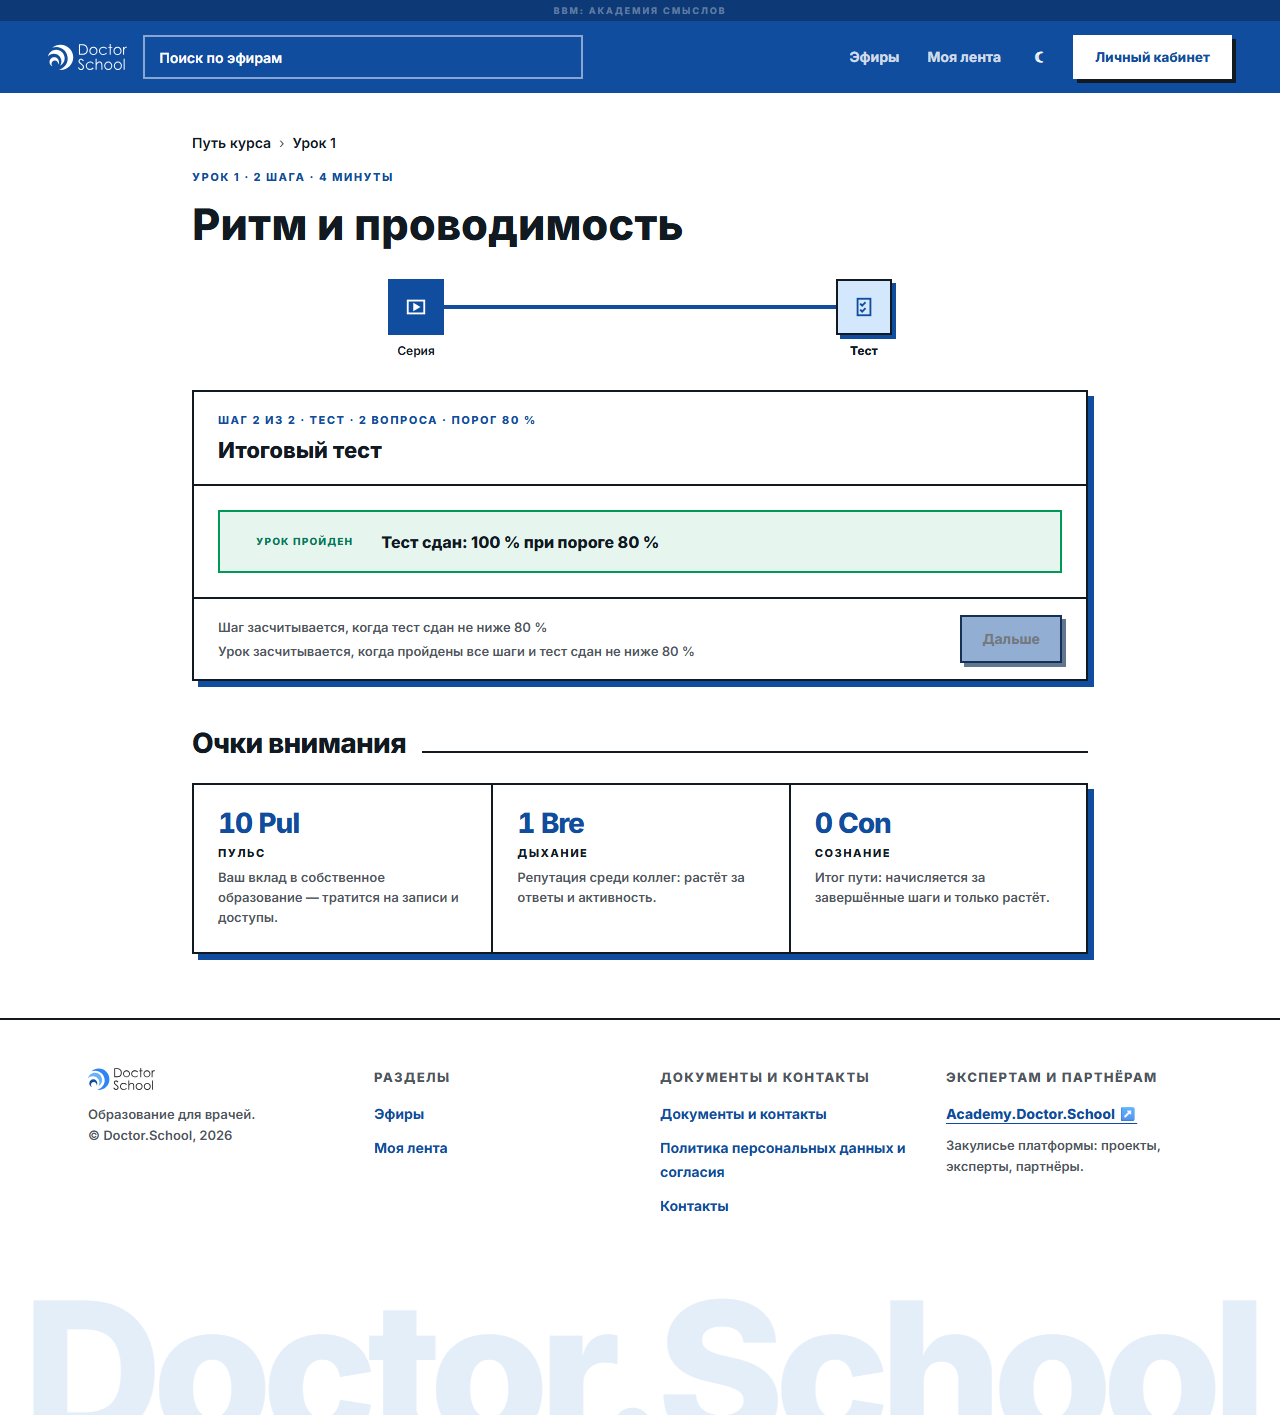 ВВМ: АКАДЕМИЯ СМЫСЛОВ
Doctor School
Поиск по эфирам
Эфиры
Моя лента
Личный кабинет
Путь курса › Урок 1
УРОК 1 · 2 ШАГА · 4 МИНУТЫ
Ритм и проводимость
Серия
Тест
ШАГ 2 ИЗ 2 · ТЕСТ · 2 ВОПРОСА · ПОРОГ 80 %
Итоговый тест
УРОК ПРОЙДЕН
Тест сдан: 100 % при пороге 80 %
Шаг засчитывается, когда тест сдан не ниже 80 %
Урок засчитывается, когда пройдены все шаги и тест сдан не ниже 80 %
Дальше
Очки внимания
10 Pul
ПУЛЬС
Ваш вклад в собственное
образование — тратится на записи и
доступы.
1 Bre
ДЫХАНИЕ
Репутация среди коллег: растёт за
ответы и активность.
0 Con
СОЗНАНИЕ
Итог пути: начисляется за
завершённые шаги и только растёт.
Doctor School
Образование для врачей.
© Doctor.School, 2026
РАЗДЕЛЫ
Эфиры
Моя лента
ДОКУМЕНТЫ И КОНТАКТЫ
Документы и контакты
Политика персональных данных и
согласия
Контакты
ЭКСПЕРТАМ И ПАРТНЁРАМ
Academy.Doctor.School
Закулисье платформы: проекты,
эксперты, партнёры.
Doctor.School